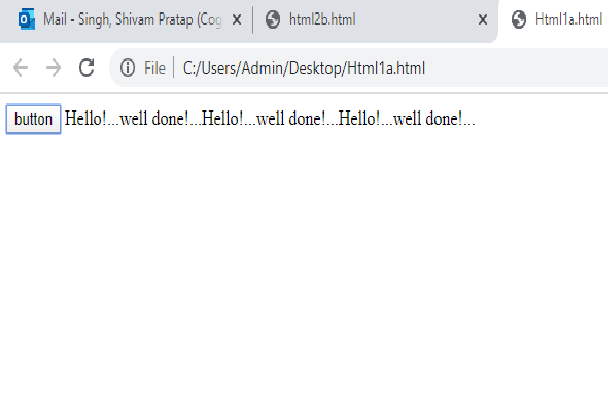 Mail - Singh, Shivam Pratap (Cog
html2b.html
Html1a.html
File
C:/Users/Admin/Desktop/Html1a.html
button Hello!...well done!...Hello!...well done!...Hello!...well done!...